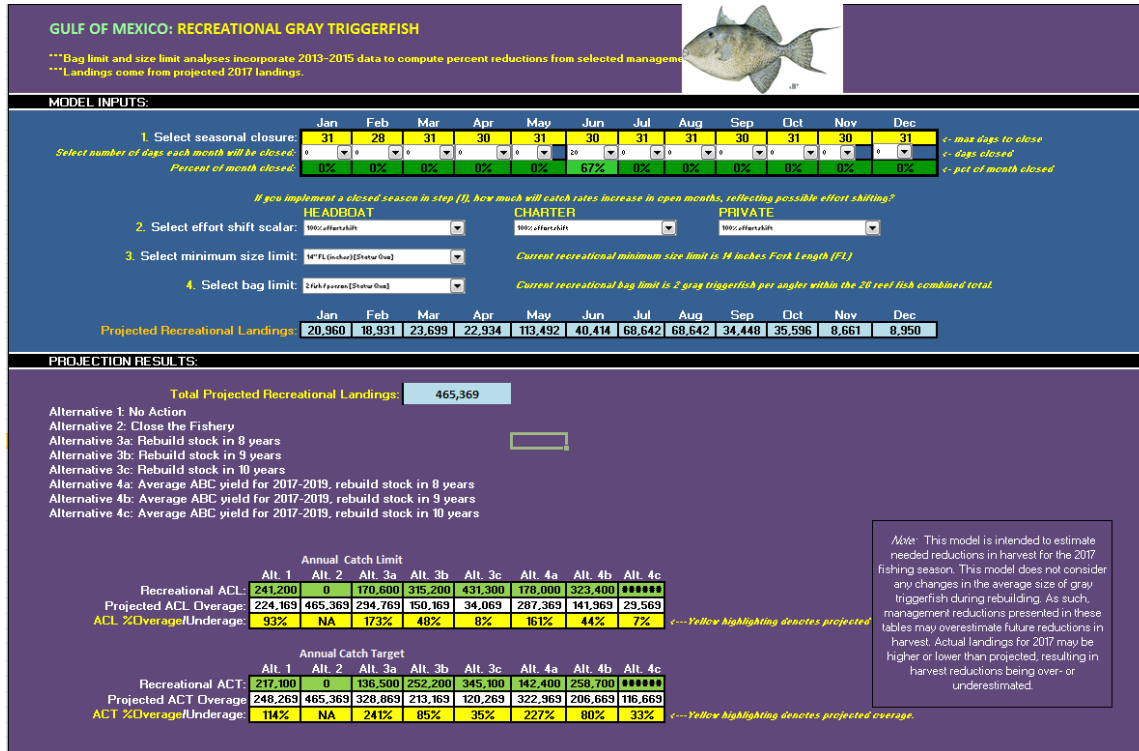 GULF OF MEXICO: RECREATIONAL GRAY TRIGGERFISH
***Bag limit and size limit analyses incorporate 2013-2015 data to compute percent reductions from selected manageme
***Landings come from projected 2017 landings.
MODEL INPUTS:
Jan Feb Mar Apr May Jun Jul Aug Sep Oct Nov Dec
1. Select seasonal closure: 31 28 31 30 31 30 31 31 30 31 30 31 <- max days to close
Select number of days each month will be closed: 0 0 0 0 0 20 0 0 0 0 0 0 <- days closed
Percent of month closed: 0% 0% 0% 0% 0% 67% 0% 0% 0% 0% 0% 0% <- pct of month closed
If you implement a closed season in step (1), how much will catch rates increase in open months, reflecting possible effort shifting?
HEADBOAT CHARTER PRIVATE
2. Select effort shift scalar: 100% effort shift 100% effort shift 100% effort shift
3. Select minimum size limit: 14" FL (inches) [Status Quo] Current recreational minimum size limit is 14 inches Fork Length (FL)
4. Select bag limit: 2 fish/person [Status Quo] Current recreational bag limit is 2 gray triggerfish per angler within the 20 reef fish combined total.
Jan Feb Mar Apr May Jun Jul Aug Sep Oct Nov Dec
Projected Recreational Landings: 20,960 18,931 23,699 22,934 113,492 40,414 68,642 68,642 34,448 35,596 8,661 8,950
PROJECTION RESULTS:
Total Projected Recreational Landings: 465,369
Alternative 1: No Action
Alternative 2: Close the Fishery
Alternative 3a: Rebuild stock in 8 years
Alternative 3b: Rebuild stock in 9 years
Alternative 3c: Rebuild stock in 10 years
Alternative 4a: Average ABC yield for 2017-2019, rebuild stock in 8 years
Alternative 4b: Average ABC yield for 2017-2019, rebuild stock in 9 years
Alternative 4c: Average ABC yield for 2017-2019, rebuild stock in 10 years
Annual Catch Limit
Alt. 1 Alt. 2 Alt. 3a Alt. 3b Alt. 3c Alt. 4a Alt. 4b Alt. 4c
Recreational ACL: 241,200 0 170,600 315,200 431,300 178,000 323,400 ######
Projected ACL Overage: 224,169 465,369 294,769 150,169 34,069 287,369 141,969 29,569
ACL %Overage/Underage: 93% NA 173% 48% 8% 161% 44% 7% <---Yellow highlighting denotes projected
Annual Catch Target
Alt. 1 Alt. 2 Alt. 3a Alt. 3b Alt. 3c Alt. 4a Alt. 4b Alt. 4c
Recreational ACT: 217,100 0 136,500 252,200 345,100 142,400 258,700 ######
Projected ACT Overage 248,269 465,369 328,869 213,169 120,269 322,969 206,669 116,669
ACT %Overage/Underage: 114% NA 241% 85% 35% 227% 80% 33% <---Yellow highlighting denotes projected overage.
Note: This model is intended to estimate
needed reductions in harvest for the 2017
fishing season. This model does not consider
any changes in the average size of gray
triggerfish during rebuilding. As such,
management reductions presented in these
tables may overestimate future reductions in
harvest. Actual landings for 2017 may be
higher or lower than projected, resulting in
harvest reductions being over- or
underestimated.